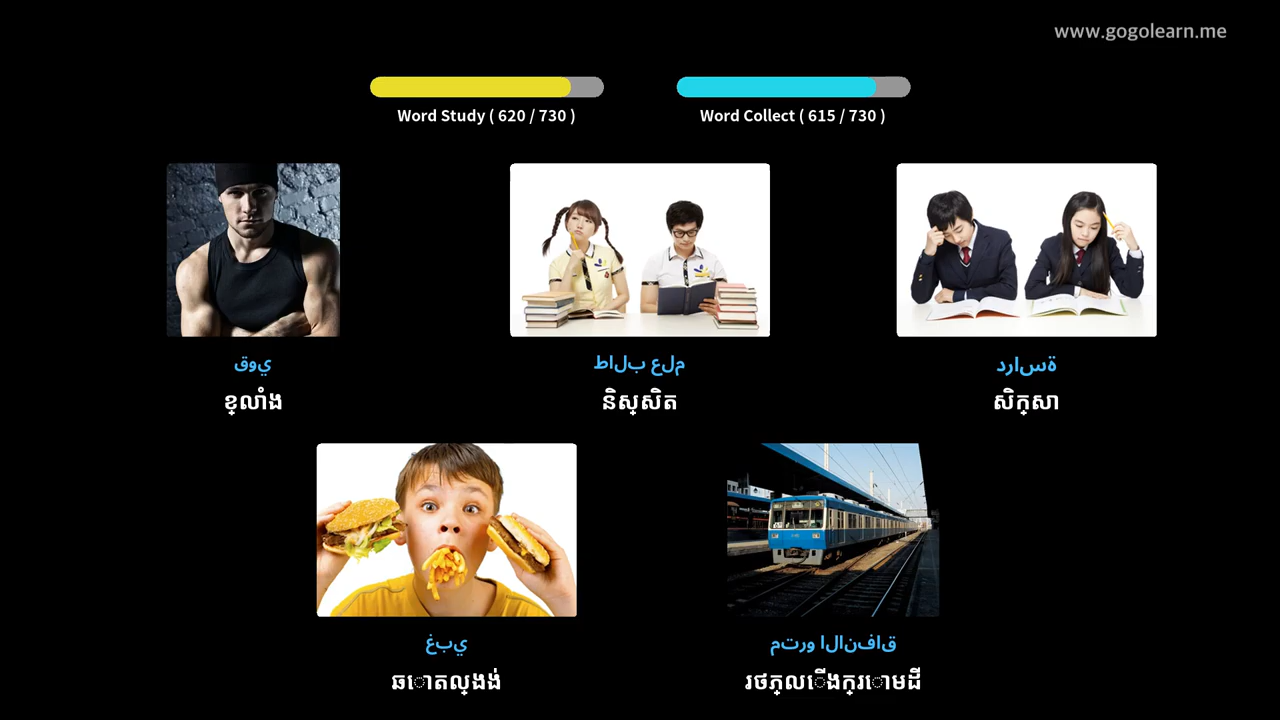 www.gogolearn.me
Word Study ( 620 / 730 )
Word Collect ( 615 / 730 )
قوي
ខ្លាំង
طالب علم
និស្សិត
دراسة
សិក្សា
غبي
ឆោតល្ងង់
مترو الانفاق
រថភ្លើងក្រោមដី